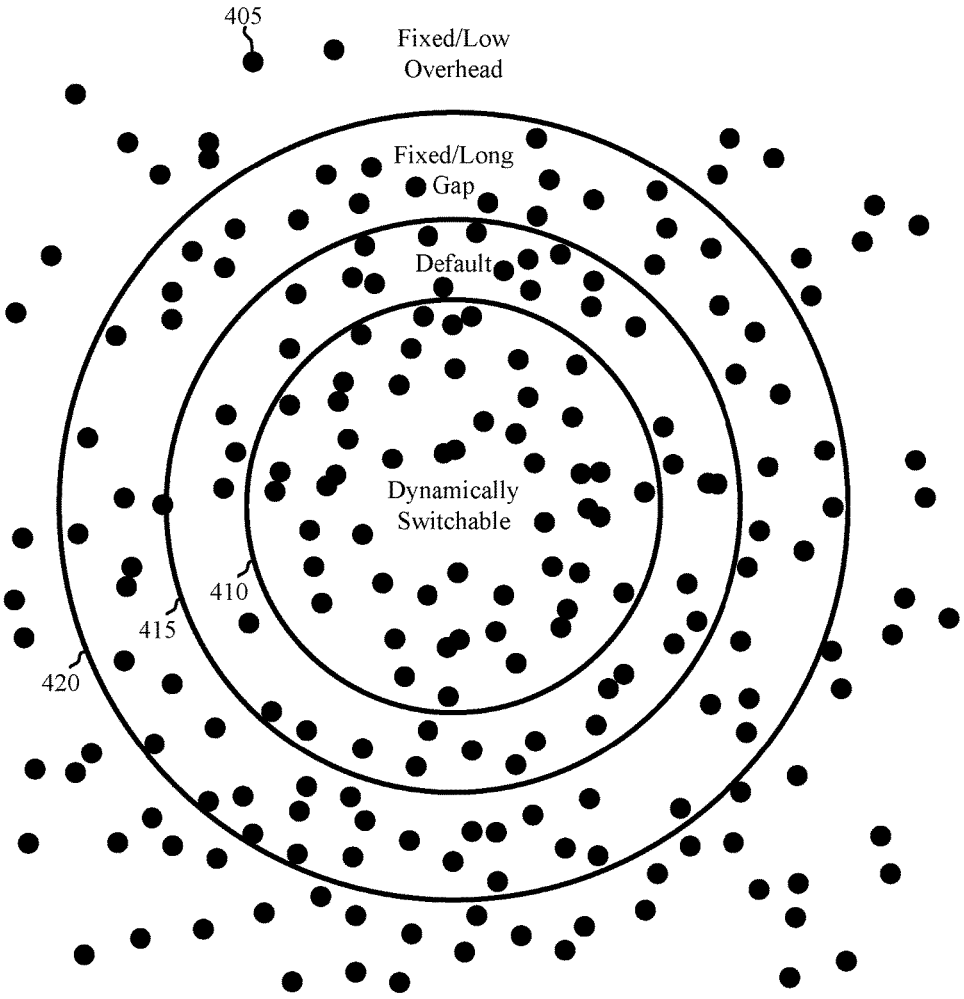 405
Fixed/Low
Overhead
Fixed/Long
Gap
Default
Dynamically
Switchable
410
415
420